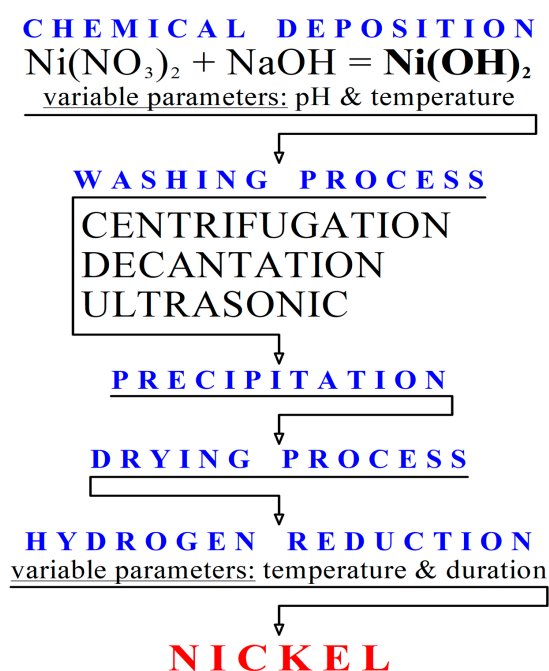 CHEMICAL DEPOSITION
Ni(NO₃)₂ + NaOH = Ni(OH)₂
variable parameters: pH & temperature
WASHING PROCESS
CENTRIFUGATION
DECANTATION
ULTRASONIC
PRECIPITATION
DRYING PROCESS
HYDROGEN REDUCTION
variable parameters: temperature & duration
NICKEL